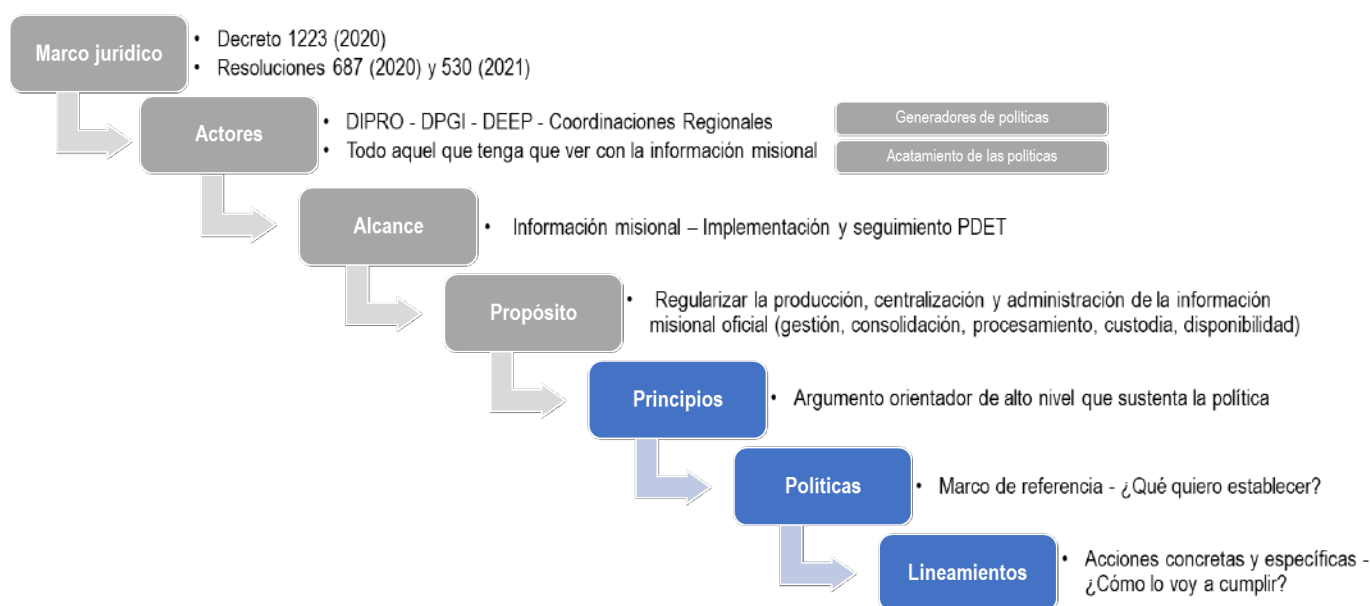 Marco jurídico
• Decreto 1223 (2020)
• Resoluciones 687 (2020) y 530 (2021)
Actores
• DIPRO - DPGI - DEEP - Coordinaciones Regionales
Generadores de políticas
• Todo aquel que tenga que ver con la información misional
Acatamiento de las políticas
Alcance
• Información misional – Implementación y seguimiento PDET
Propósito
• Regularizar la producción, centralización y administración de la información
misional oficial (gestión, consolidación, procesamiento, custodia, disponibilidad)
Principios
• Argumento orientador de alto nivel que sustenta la política
Políticas
• Marco de referencia - ¿Qué quiero establecer?
Lineamientos
• Acciones concretas y específicas -
¿Cómo lo voy a cumplir?